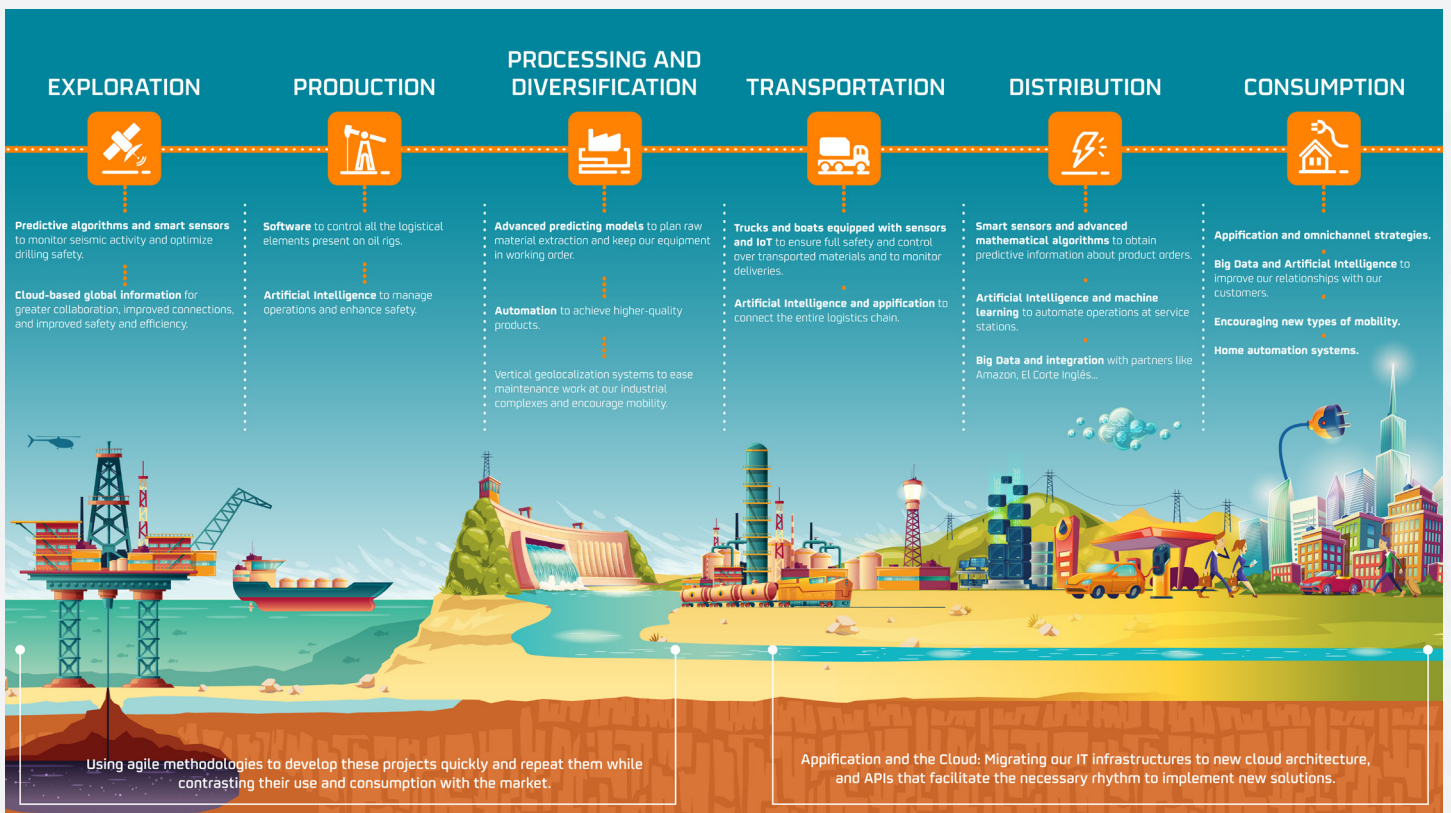 EXPLORATION
Predictive algorithms and smart sensors
to monitor seismic activity and optimize
drilling safety.
Cloud-based global information for
greater collaboration, improved connections,
and improved safety and efficiency.
PRODUCTION
Software to control all the logistical
elements present on oil rigs.
Artificial Intelligence to manage
operations and enhance safety.
PROCESSING AND
DIVERSIFICATION
Advanced predicting models to plan raw
material extraction and keep our equipment
in working order.
Automation to achieve higher-quality
products.
Vertical geolocalization systems to ease
maintenance work at our industrial
complexes and encourage mobility.
TRANSPORTATION
Trucks and boats equipped with sensors
and IoT to ensure full safety and control
over transported materials and to monitor
deliveries.
Artificial Intelligence and appification to
connect the entire logistics chain.
DISTRIBUTION
Smart sensors and advanced
mathematical algorithms to obtain
predictive information about product orders.
Artificial Intelligence and machine
learning to automate operations at service
stations.
Big Data and integration with partners like
Amazon, El Corte Inglés...
CONSUMPTION
Appification and omnichannel strategies.
Big Data and Artificial Intelligence to
improve our relationships with our
customers.
Encouraging new types of mobility.
Home automation systems.
Using agile methodologies to develop these projects quickly and repeat them while
contrasting their use and consumption with the market.
Appification and the Cloud: Migrating our IT infrastructures to new cloud architecture,
and APIs that facilitate the necessary rhythm to implement new solutions.